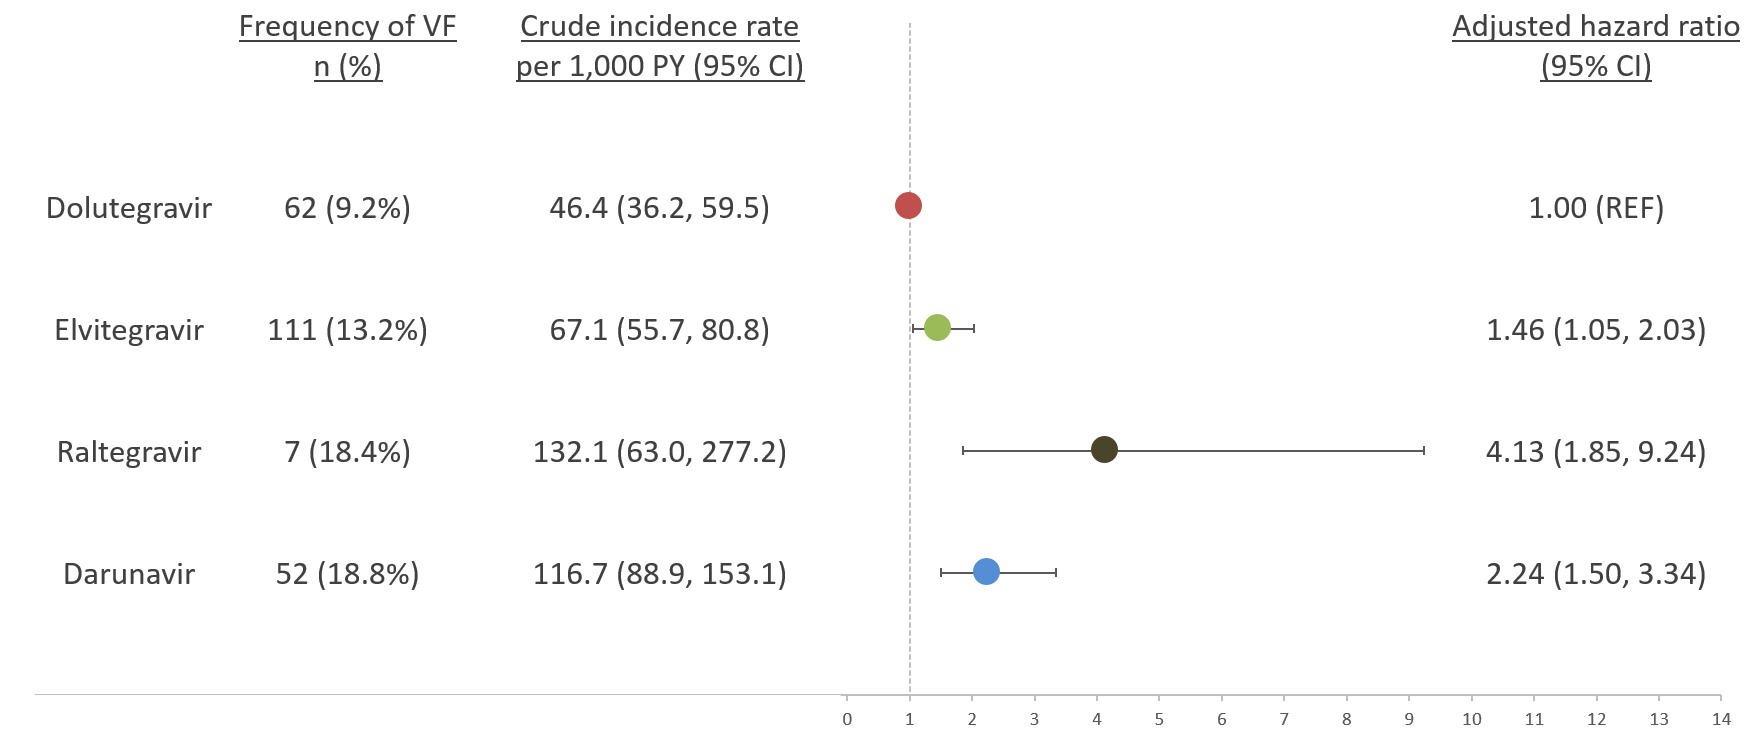 Frequency of VF
n (%)
Crude incidence rate
per 1,000 PY (95% CI)
Adjusted hazard ratio
(95% CI)
Dolutegravir 62 (9.2%) 46.4 (36.2, 59.5) 1.00 (REF)
Elvitegravir 111 (13.2%) 67.1 (55.7, 80.8) 1.46 (1.05, 2.03)
Raltegravir 7 (18.4%) 132.1 (63.0, 277.2) 4.13 (1.85, 9.24)
Darunavir 52 (18.8%) 116.7 (88.9, 153.1) 2.24 (1.50, 3.34)
0 1 2 3 4 5 6 7 8 9 10 11 12 13 14